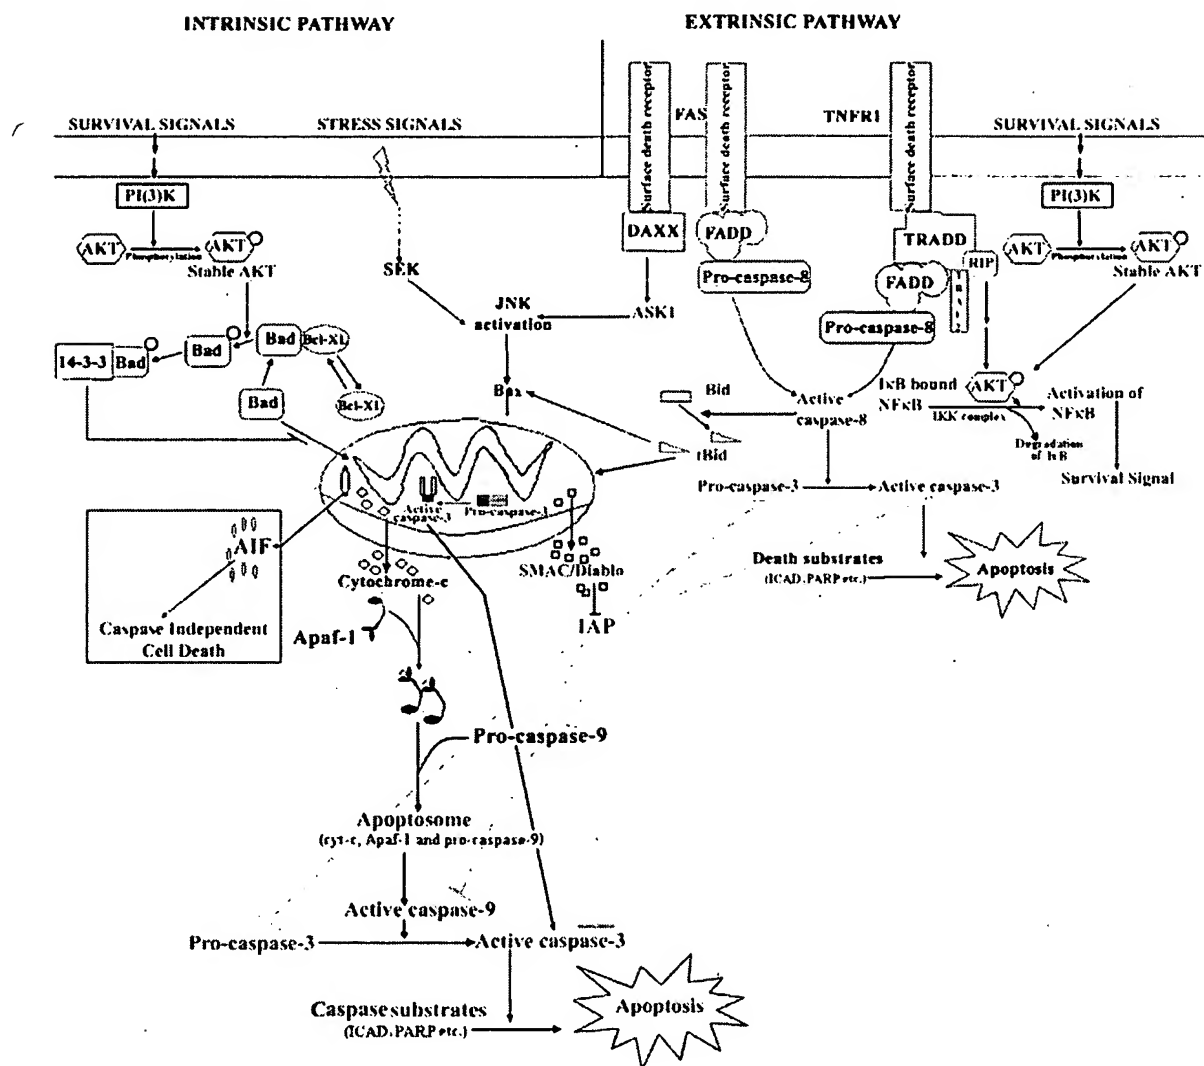 INTRINSIC PATHWAY
EXTRINSIC PATHWAY
SURVIVAL SIGNALS
STRESS SIGNALS
FAS
TNFR1
SURVIVAL SIGNALS
Surface death receptor
Surface death receptor
Surface death receptor
PI(3)K
PI(3)K
AKT
Phosphorylation
AKT
Stable AKT
SEK
DAXX
FADD
TRADD
RIP
AKT
Phosphorylation
AKT
Stable AKT
Pro-caspase-8
FADD
JNK
activation
ASK1
Pro-caspase-8
14-3-3
Bad
Bad
Bad
Bcl-XL
Bad
Bcl-XL
Bax
Bid
tBid
Active
caspase-8
IκB bound
NFκB
AKT
IKK complex
Activation of
NFκB
Degradation
of IκB
Survival Signal
Pro-caspase-3
Active caspase-3
Active
caspase-3
Pro-caspase-3
AIF
Caspase Independent
Cell Death
Cytochrome-c
SMAC/Diablo
IAP
Apaf-1
Death substrates
(ICAD, PARP etc.)
Apoptosis
Pro-caspase-9
Apoptosome
(cyt-c, Apaf-1 and pro-caspase-9)
Active caspase-9
Pro-caspase-3
Active caspase-3
Caspase substrates
(ICAD, PARP etc.)
Apoptosis